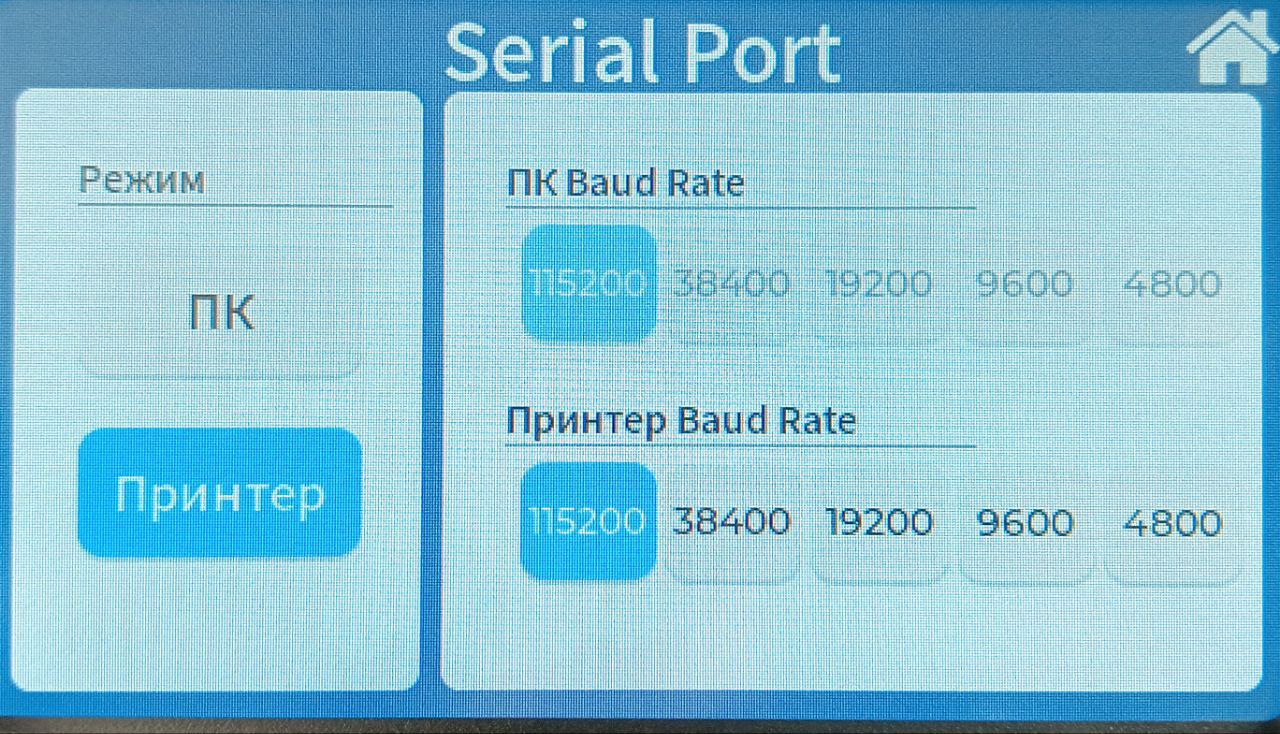 Serial Port
Режим
ПК
Принтер
ПК Baud Rate
115200 38400 19200 9600 4800
Принтер Baud Rate
115200 38400 19200 9600 4800